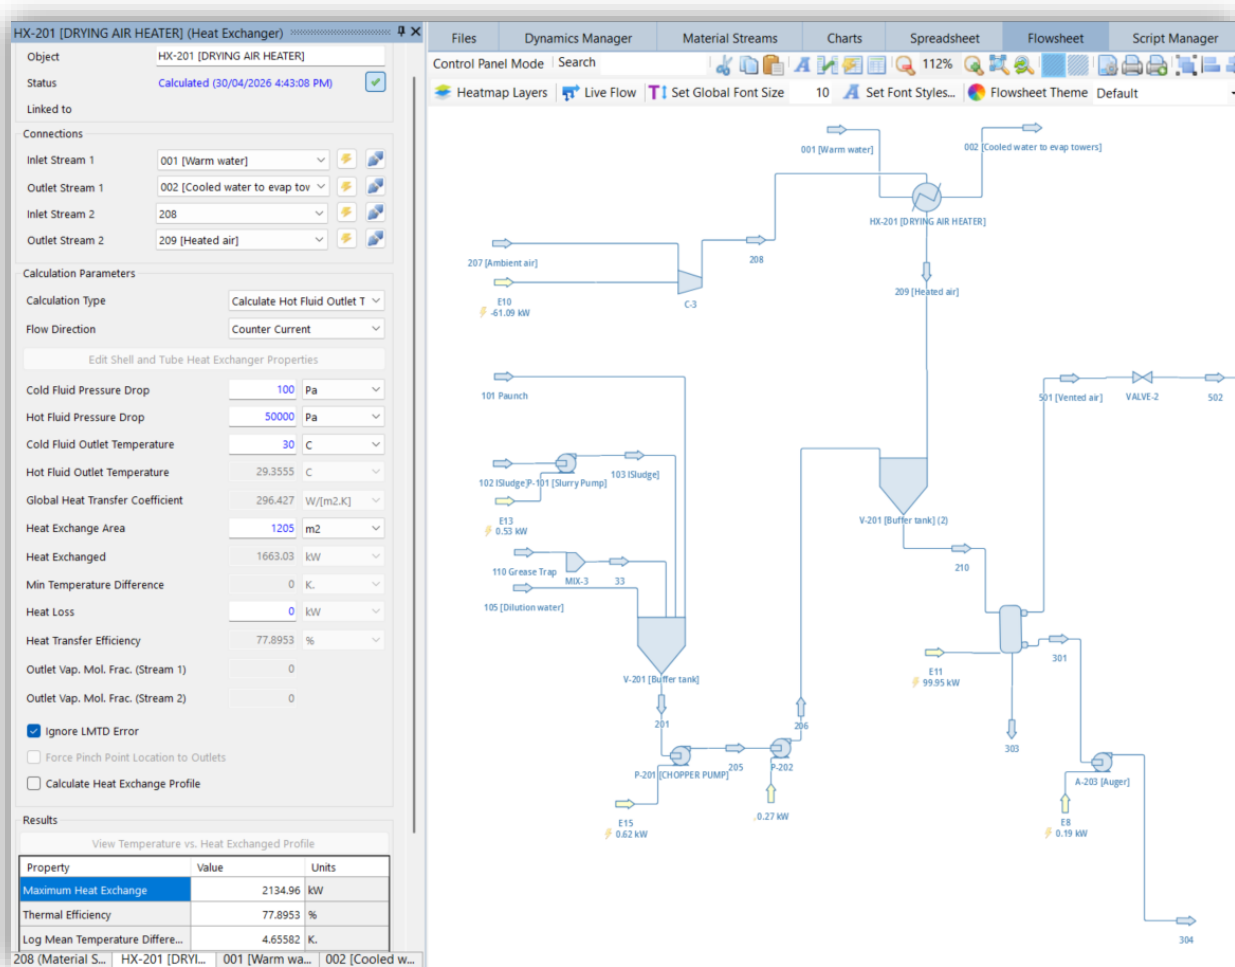 HX-201 [DRYING AIR HEATER] (Heat Exchanger)
Object HX-201 [DRYING AIR HEATER]
Status Calculated (30/04/2026 4:43:08 PM)
Linked to
Connections
Inlet Stream 1 001 [Warm water]
Outlet Stream 1 002 [Cooled water to evap tov
Inlet Stream 2 208
Outlet Stream 2 209 [Heated air]
Calculation Parameters
Calculation Type Calculate Hot Fluid Outlet T
Flow Direction Counter Current
Edit Shell and Tube Heat Exchanger Properties
Cold Fluid Pressure Drop 100 Pa
Hot Fluid Pressure Drop 50000 Pa
Cold Fluid Outlet Temperature 30 C
Hot Fluid Outlet Temperature 29.3555 C
Global Heat Transfer Coefficient 296.427 W/[m2.K]
Heat Exchange Area 1205 m2
Heat Exchanged 1663.03 kW
Min Temperature Difference 0 K.
Heat Loss 0 kW
Heat Transfer Efficiency 77.8953 %
Outlet Vap. Mol. Frac. (Stream 1) 0
Outlet Vap. Mol. Frac. (Stream 2) 0
Ignore LMTD Error
Force Pinch Point Location to Outlets
Calculate Heat Exchange Profile
Results
View Temperature vs. Heat Exchanged Profile
Property Value Units
Maximum Heat Exchange 2134.96 kW
Thermal Efficiency 77.8953 %
Log Mean Temperature Differe... 4.65582 K.
208 (Material S... HX-201 [DRYI... 001 [Warm wa... 002 [Cooled w...
Files Dynamics Manager Material Streams Charts Spreadsheet Flowsheet Script Manager
Control Panel Mode Search 112%
Heatmap Layers Live Flow Set Global Font Size 10 Set Font Styles... Flowsheet Theme Default
001 [Warm water]
002 [Cooled water to evap towers]
HX-201 [DRYING AIR HEATER]
207 [Ambient air]
208
E10
-61.09 kW
C-3
209 [Heated air]
101 Paunch
501 [Vented air]
VALVE-2
502
102 [Sludge]
P-101 [Slurry Pump]
103 [Sludge]
E13
0.53 kW
V-201 [Buffer tank] (2)
210
110 Grease Trap
MIX-3
33
105 [Dilution water]
V-201 [Buffer tank]
E11
99.95 kW
301
303
201
206
P-201 [CHOPPER PUMP]
205
P-202
A-203 [Auger]
E15
0.62 kW
0.27 kW
E8
0.19 kW
304